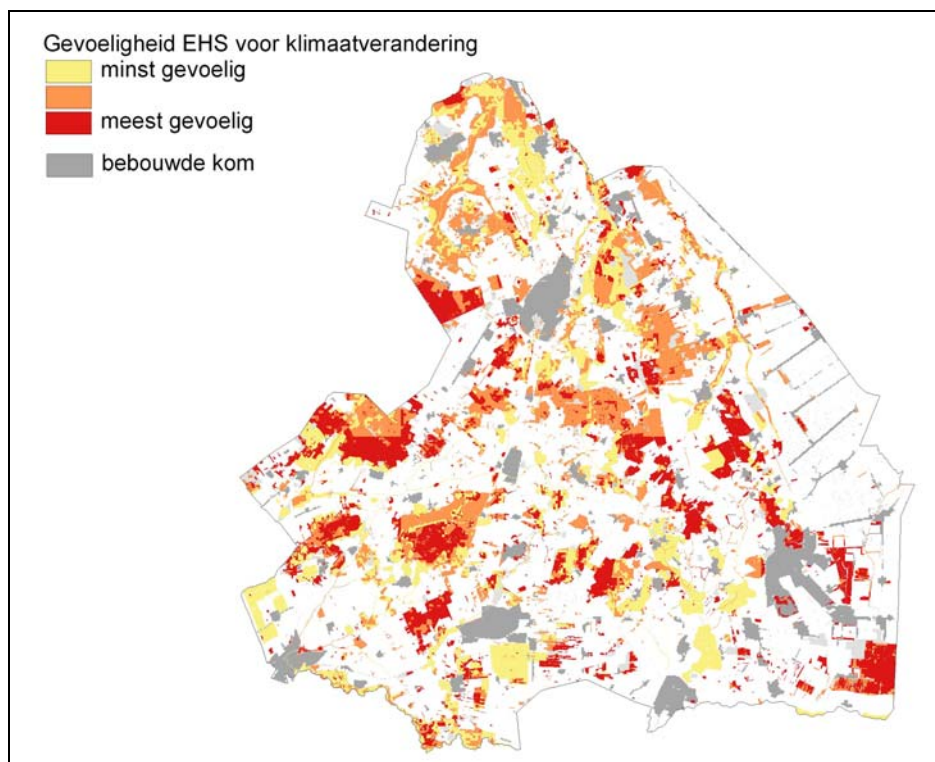 Gevoeligheid EHS voor klimaatverandering
minst gevoelig
meest gevoelig
bebouwde kom